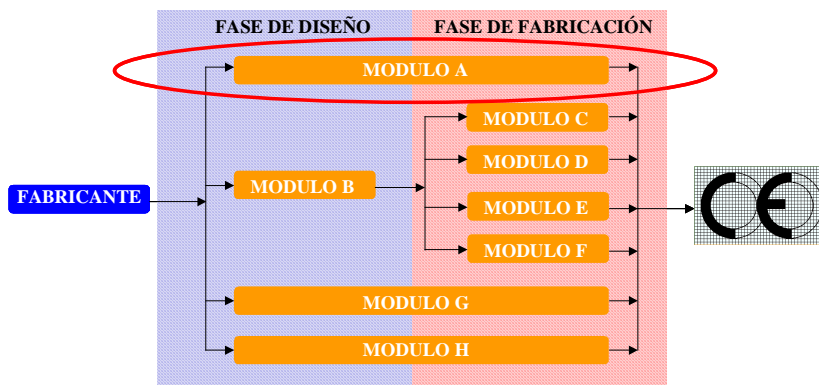 FASE DE DISEÑO
FASE DE FABRICACIÓN
MODULO A
MODULO C
MODULO D
MODULO B
FABRICANTE
MODULO E
MODULO F
MODULO G
MODULO H
CE